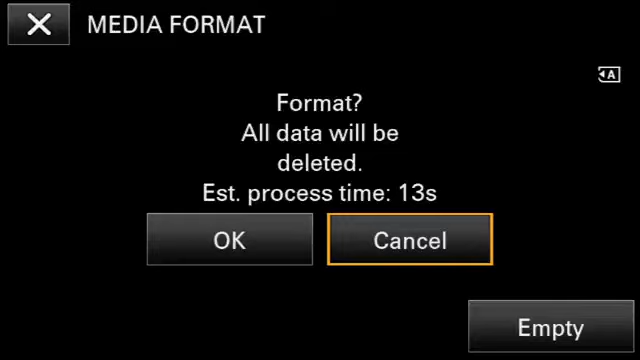 MEDIA FORMAT
A
Format?
All data will be
deleted.
Est. process time: 13s
OK
Cancel
Empty